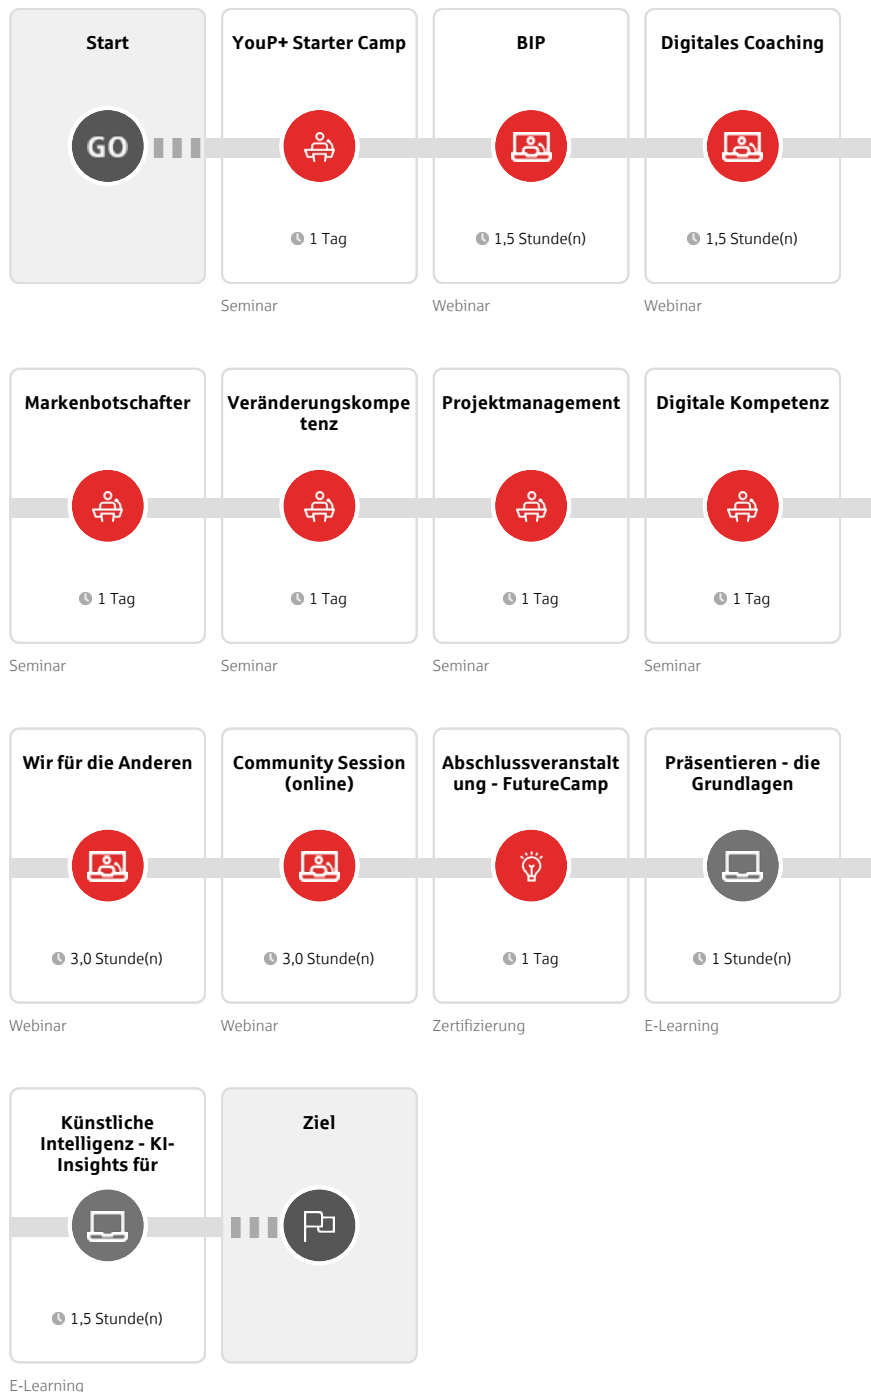 Start
YouP+ Starter Camp
BIP
Digitales Coaching
GO
1 Tag
1,5 Stunde(n)
1,5 Stunde(n)
Seminar
Webinar
Webinar
Markenbotschafter
Veränderungskompe
tenz
Projektmanagement
Digitale Kompetenz
1 Tag
1 Tag
1 Tag
1 Tag
Seminar
Seminar
Seminar
Seminar
Wir für die Anderen
Community Session
(online)
Abschlussveranstalt
ung - FutureCamp
Präsentieren - die
Grundlagen
3,0 Stunde(n)
3,0 Stunde(n)
1 Tag
1 Stunde(n)
Webinar
Webinar
Zertifizierung
E-Learning
Künstliche
Intelligenz - KI-
Insights für
Ziel
1,5 Stunde(n)
E-Learning